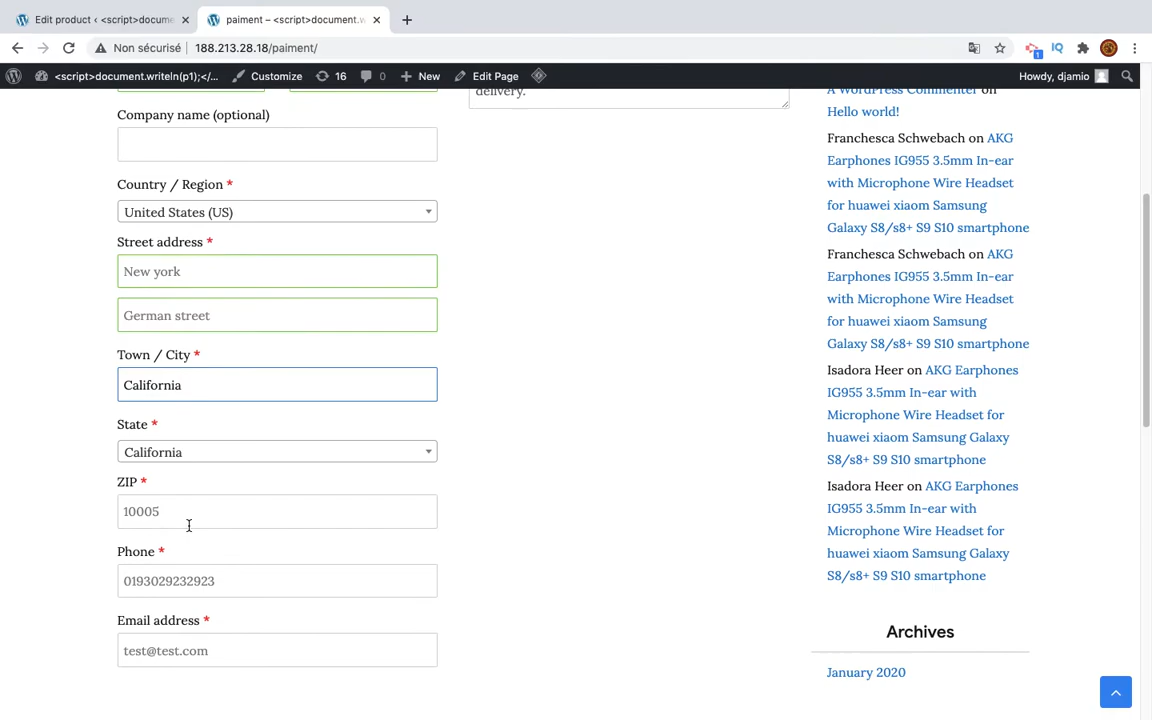 Edit product ‹ <script>docume
paiment – <script>document.w
Non sécurisé
188.213.28.18/paiment/
<script>document.writeln(p1);</...
Customize
16
0
New
Edit Page
Howdy, djamio
Company name (optional)
Country / Region *
United States (US)
Street address *
New york
German street
Town / City *
California
State *
California
ZIP *
10005
Phone *
0193029232923
Email address *
test@test.com
delivery.
A WordPress Commenter on
Hello world!
Franchesca Schwebach on AKG
Earphones IG955 3.5mm In-ear
with Microphone Wire Headset
for huawei xiaom Samsung
Galaxy S8/s8+ S9 S10 smartphone
Franchesca Schwebach on AKG
Earphones IG955 3.5mm In-ear
with Microphone Wire Headset
for huawei xiaom Samsung
Galaxy S8/s8+ S9 S10 smartphone
Isadora Heer on AKG Earphones
IG955 3.5mm In-ear with
Microphone Wire Headset for
huawei xiaom Samsung Galaxy
S8/s8+ S9 S10 smartphone
Isadora Heer on AKG Earphones
IG955 3.5mm In-ear with
Microphone Wire Headset for
huawei xiaom Samsung Galaxy
S8/s8+ S9 S10 smartphone
Archives
January 2020